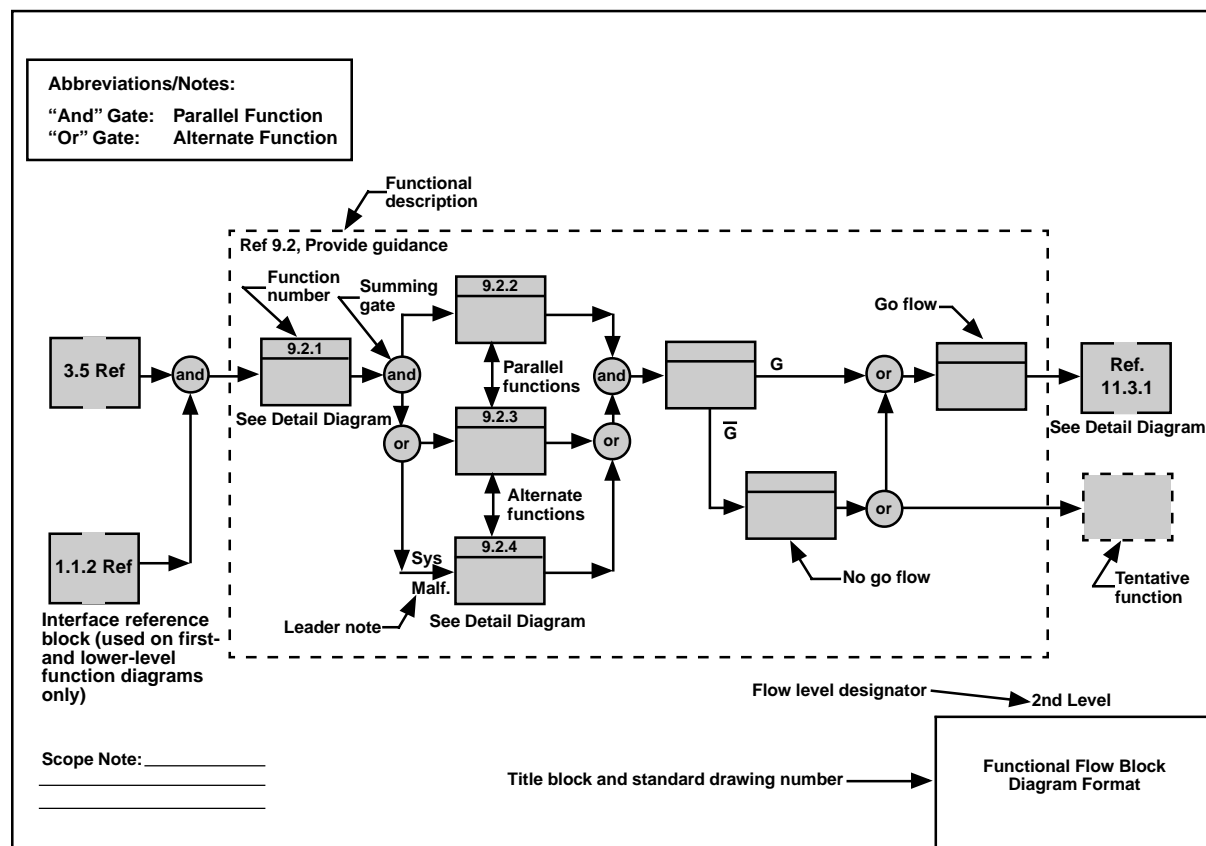 Abbreviations/Notes:
“And” Gate: Parallel Function
“Or” Gate: Alternate Function
Functional
description
Ref 9.2, Provide guidance
Function
number
Summing
gate
9.2.2
Go flow
3.5 Ref
and
9.2.1
See Detail Diagram
and
Parallel
functions
and
G
or
Ref.
11.3.1
See Detail Diagram
or
9.2.3
or
G̅
Alternate
functions
or
1.1.2 Ref
Sys
Malf.
9.2.4
See Detail Diagram
Leader note
No go flow
Tentative
function
Interface reference
block (used on first-
and lower-level
function diagrams
only)
Flow level designator
2nd Level
Scope Note:
Title block and standard drawing number
Functional Flow Block
Diagram Format